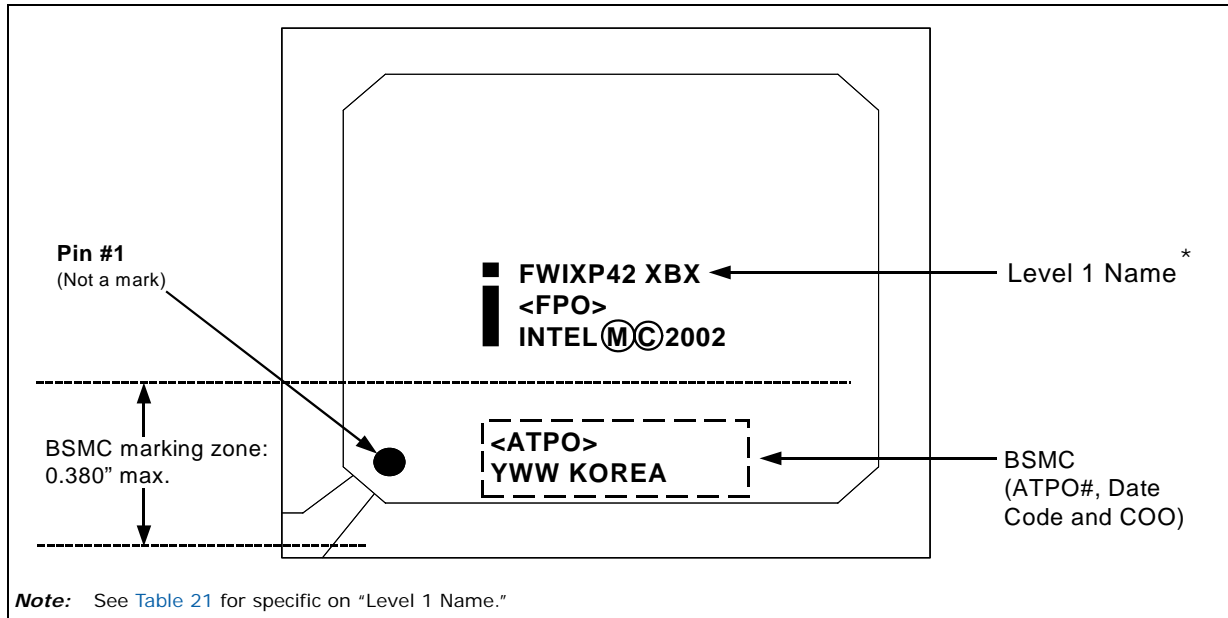 Pin #1
(Not a mark)
FWIXP42 XBX
<FPO>
INTEL Ⓜ©2002
Level 1 Name*
BSMC marking zone:
0.380” max.
<ATPO>
YWW KOREA
BSMC
(ATPO#, Date
Code and COO)
Note: See Table 21 for specific on “Level 1 Name.”